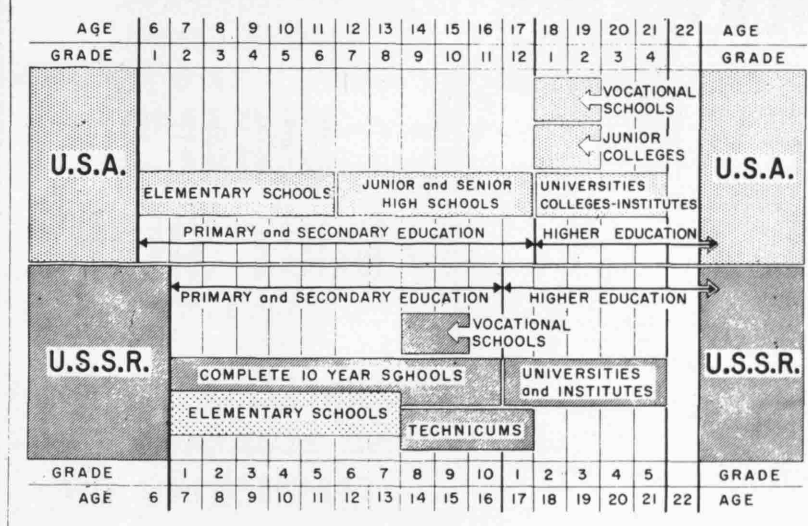 AGE 6 7 8 9 10 11 12 13 14 15 16 17 18 19 20 21 22 AGE
GRADE 1 2 3 4 5 6 7 8 9 10 11 12 1 2 3 4 GRADE
VOCATIONAL
SCHOOLS
JUNIOR
COLLEGES
U.S.A.
U.S.A.
ELEMENTARY SCHOOLS
JUNIOR and SENIOR
HIGH SCHOOLS
UNIVERSITIES
COLLEGES-INSTITUTES
PRIMARY and SECONDARY EDUCATION
HIGHER EDUCATION
PRIMARY and SECONDARY EDUCATION
HIGHER EDUCATION
VOCATIONAL
SCHOOLS
U.S.S.R.
U.S.S.R.
COMPLETE 10 YEAR SGHOOLS
UNIVERSITIES
and INSTITUTES
ELEMENTARY SCHOOLS
TECHNICUMS
GRADE 1 2 3 4 5 6 7 8 9 10 1 2 3 4 5 GRADE
AGE 6 7 8 9 10 11 12 13 14 15 16 17 18 19 20 21 22 AGE